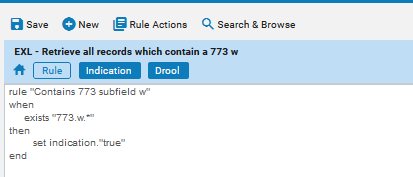 Save New Rule Actions Search & Browse
EXL - Retrieve all records which contain a 773 w
Rule Indication Drool
rule "Contains 773 subfield w"
when
exists "773.w.*"
then
set indication."true"
end